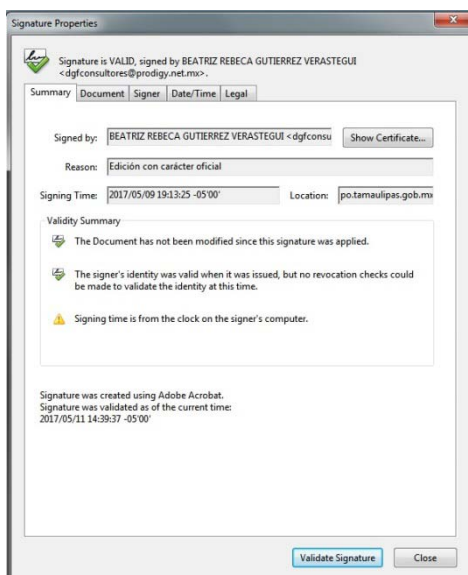 Signature Properties
Signature is VALID, signed by BEATRIZ REBECA GUTIERREZ VERASTEGUI
<dgfconsultores@prodigy.net.mx>.
Summary Document Signer Date/Time Legal
Signed by: BEATRIZ REBECA GUTIERREZ VERASTEGUI <dgfconsu Show Certificate...
Reason: Edición con carácter oficial
Signing Time: 2017/05/09 19:13:25 -05'00' Location: po.tamaulipas.gob.mx
Validity Summary
The Document has not been modified since this signature was applied.
The signer's identity was valid when it was issued, but no revocation checks could
be made to validate the identity at this time.
Signing time is from the clock on the signer's computer.
Signature was created using Adobe Acrobat.
Signature was validated as of the current time:
2017/05/11 14:39:37 -05'00'
Validate Signature Close